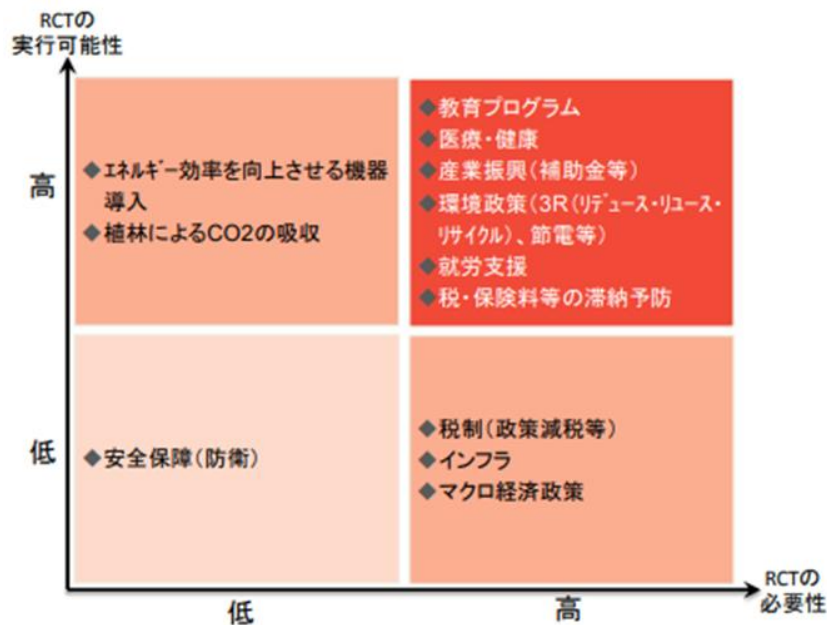 RCTの
実行可能性
高
◆エネルギー効率を向上させる機器
導入
◆植林によるCO2の吸収
◆教育プログラム
◆医療・健康
◆産業振興(補助金等)
◆環境政策(3R(リデュース・リユース・
リサイクル)、節電等)
◆就労支援
◆税・保険料等の滞納予防
低
◆安全保障(防衛)
◆税制(政策減税等)
◆インフラ
◆マクロ経済政策
低
高
RCTの
必要性